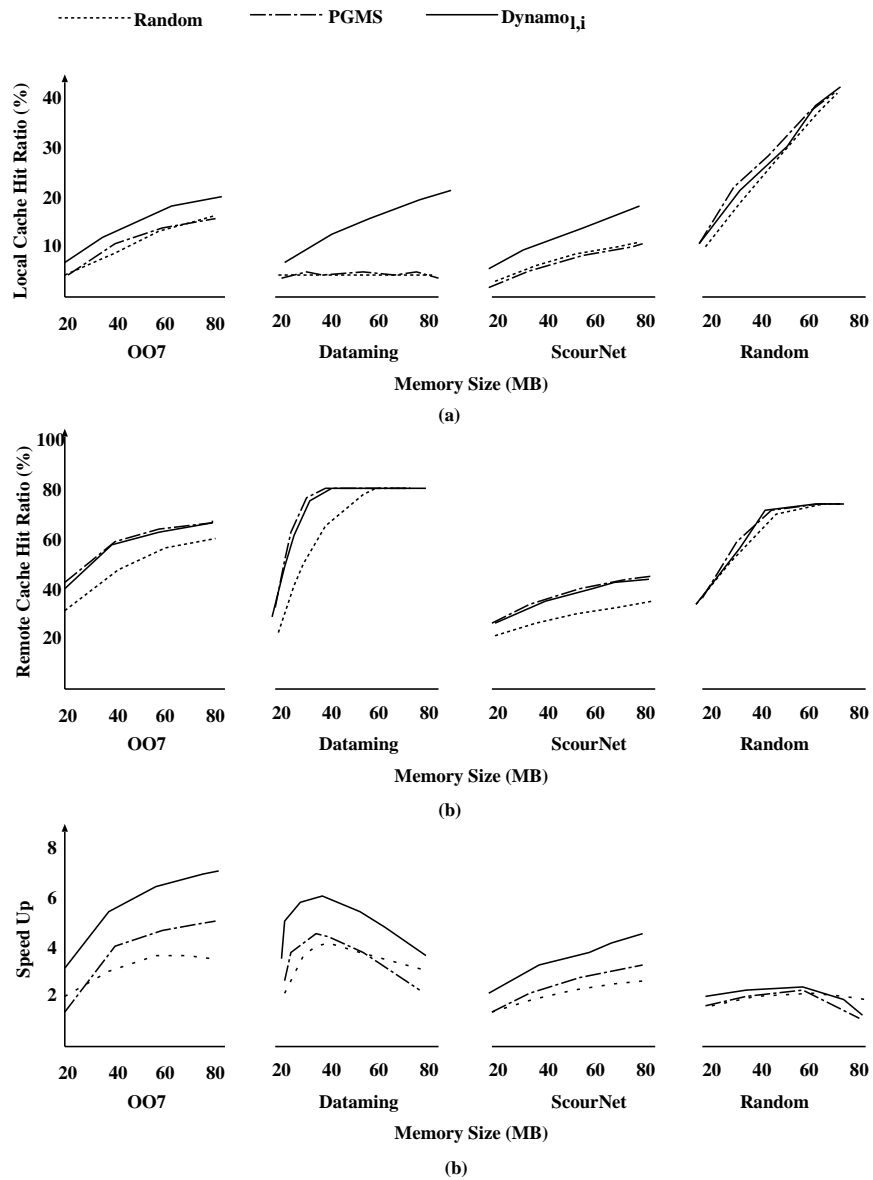 Random PGMS Dynamo l,i
Local Cache Hit Ratio (%)
40
30
20
10
20 40 60 80 20 40 60 80 20 40 60 80 20 40 60 80
OO7 Dataming ScourNet Random
Memory Size (MB)
(a)
Remote Cache Hit Ratio (%)
100
80
60
40
20
20 40 60 80 20 40 60 80 20 40 60 80 20 40 60 80
OO7 Dataming ScourNet Random
Memory Size (MB)
(b)
Speed Up
8
6
4
2
20 40 60 80 20 40 60 80 20 40 60 80 20 40 60 80
OO7 Dataming ScourNet Random
Memory Size (MB)
(b)